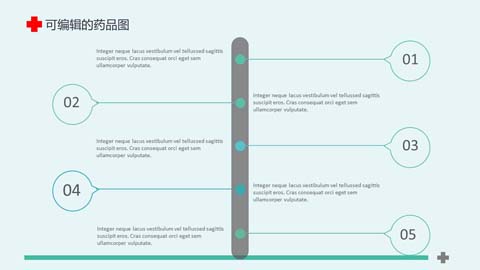 可编辑的药品图
Integer neque lacus vestibulum vel tellussed sagittis
suscipit eros. Cras consequat orci eget sem
ullamcorper vulputate.
01
02
Integer neque lacus vestibulum vel tellussed sagittis
suscipit eros. Cras consequat orci eget sem
ullamcorper vulputate.
Integer neque lacus vestibulum vel tellussed sagittis
suscipit eros. Cras consequat orci eget sem
ullamcorper vulputate.
03
04
Integer neque lacus vestibulum vel tellussed sagittis
suscipit eros. Cras consequat orci eget sem
ullamcorper vulputate.
Integer neque lacus vestibulum vel tellussed sagittis
suscipit eros. Cras consequat orci eget sem
ullamcorper vulputate.
05